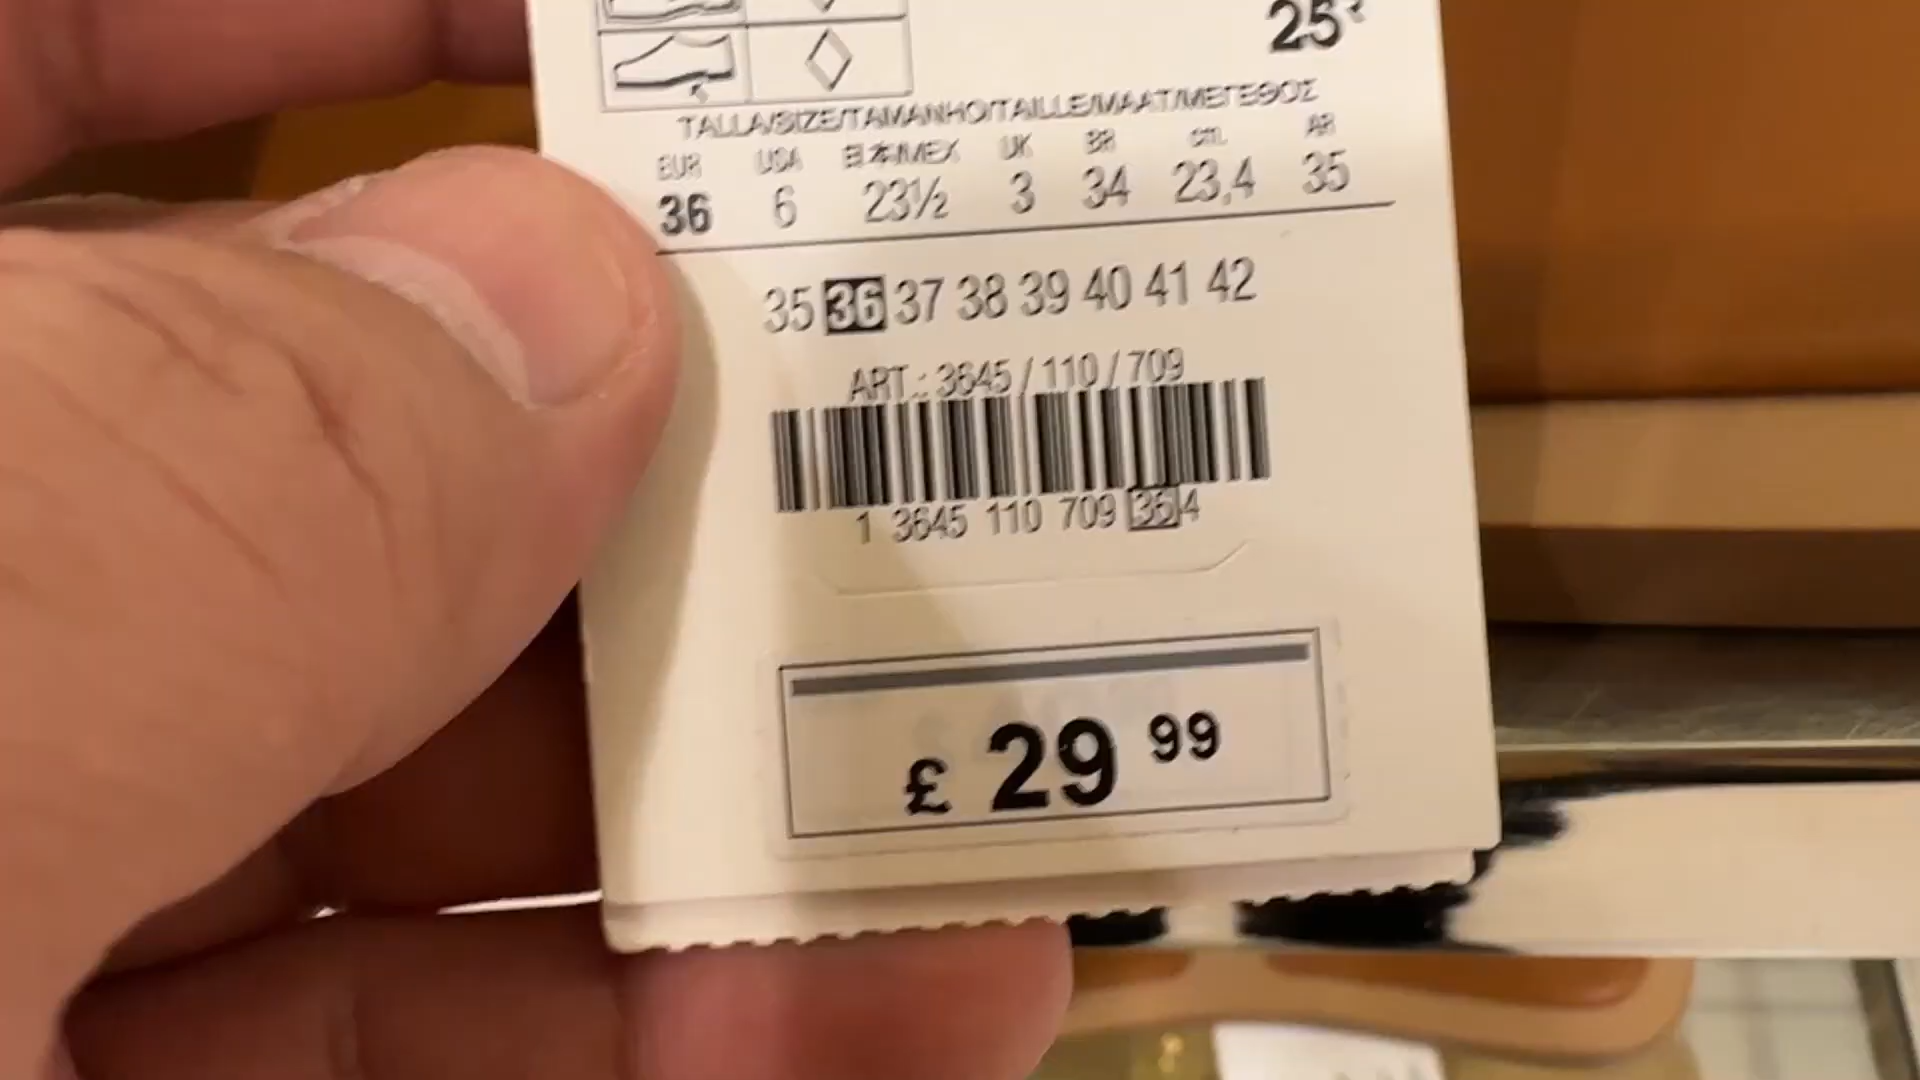 25
TALLA/SIZE/TAMANHO/TAILLE/MAAT/ΜΕΓΕΘΟΣ
EUR USA MEX UK BR cm. AR
36 6 23½ 3 34 23,4 35
35 36 37 38 39 40 41 42
ART.: 3645 / 110 / 709
1 3645 110 709 36 4
£ 29 99